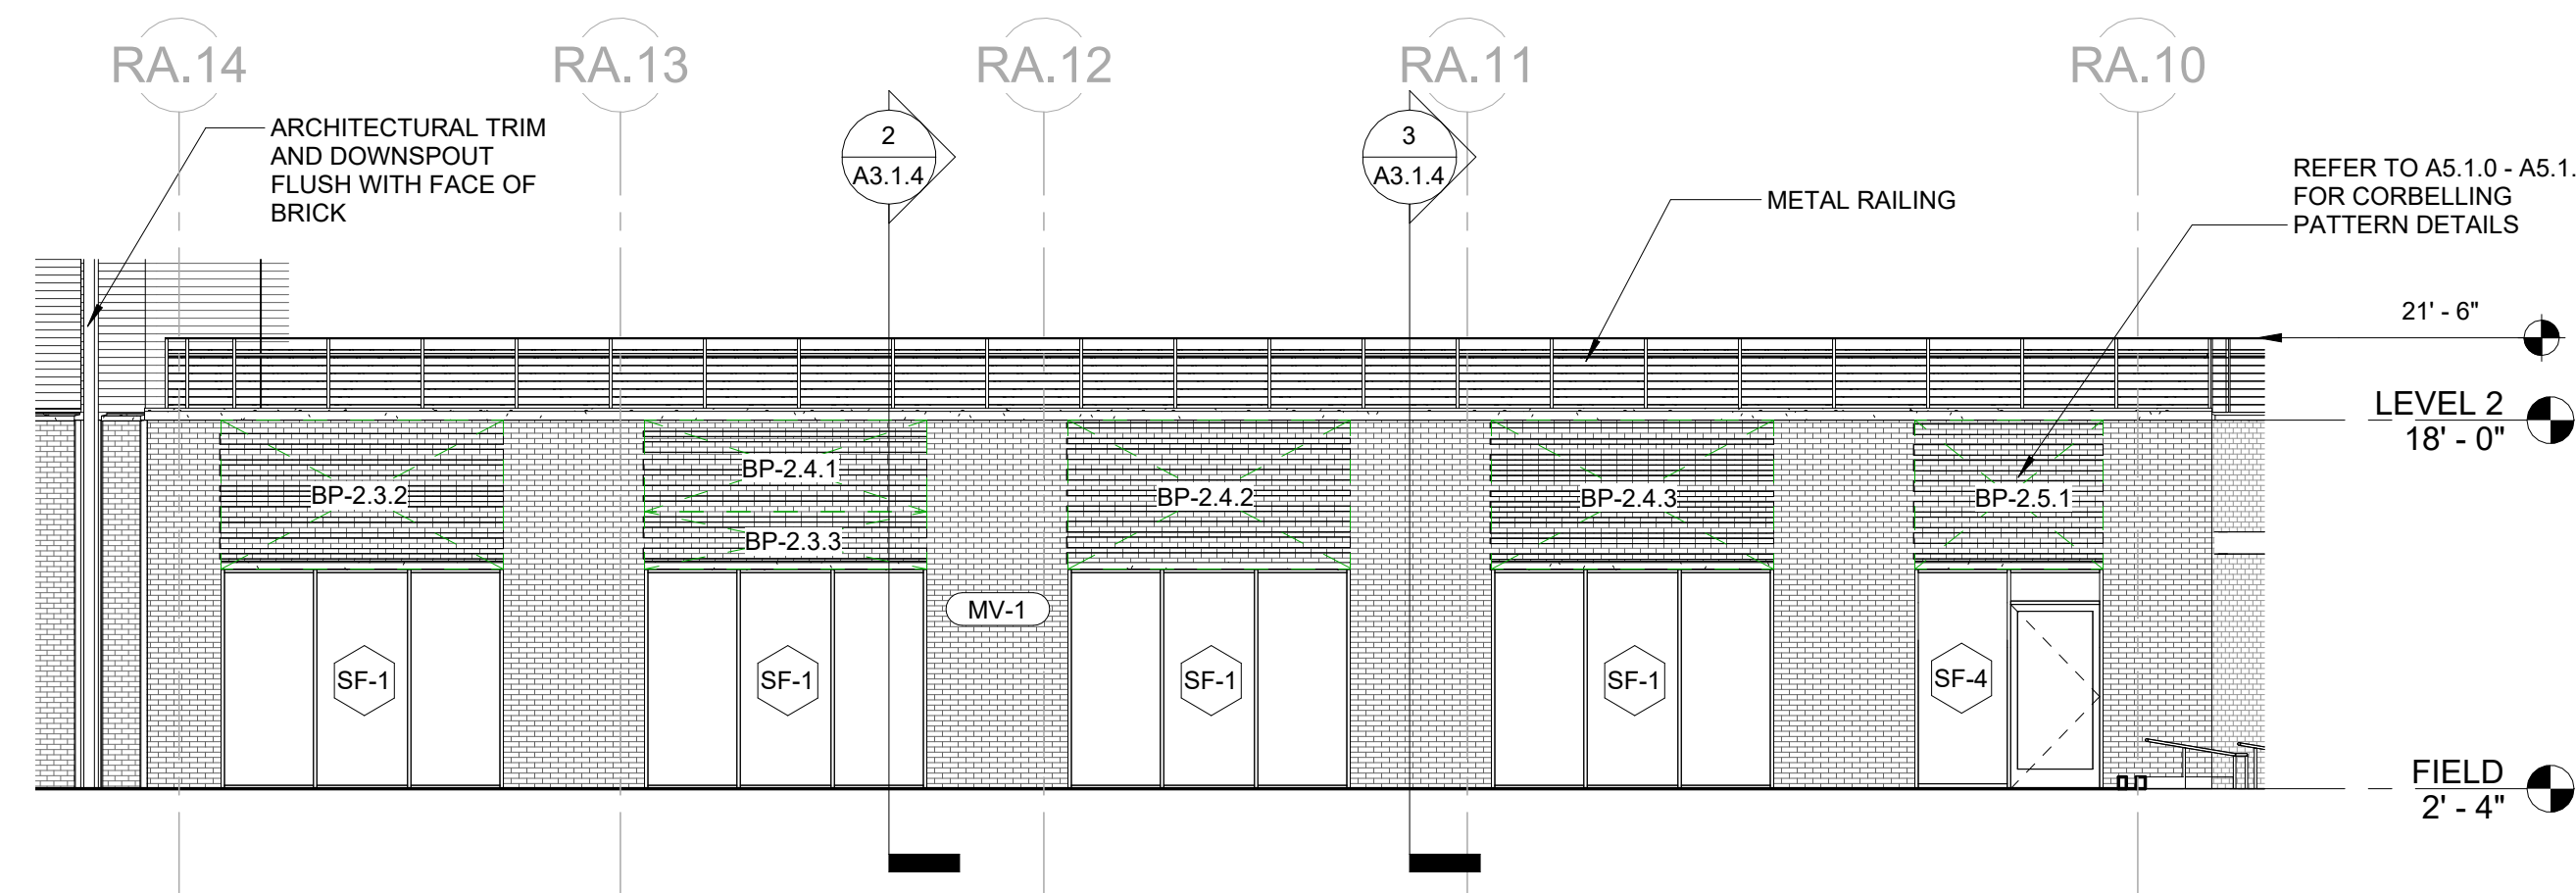 RA.14
RA.13
RA.12
RA.11
RA.10
ARCHITECTURAL TRIM
AND DOWNSPOUT
FLUSH WITH FACE OF
BRICK
2
A3.1.4
3
A3.1.4
METAL RAILING
REFER TO A5.1.0 - A5.1.
FOR CORBELLING
PATTERN DETAILS
21' - 6"
LEVEL 2
18' - 0"
BP-2.3.2
BP-2.4.1
BP-2.3.3
BP-2.4.2
BP-2.4.3
BP-2.5.1
MV-1
SF-1
SF-1
SF-1
SF-1
SF-4
FIELD
2' - 4"